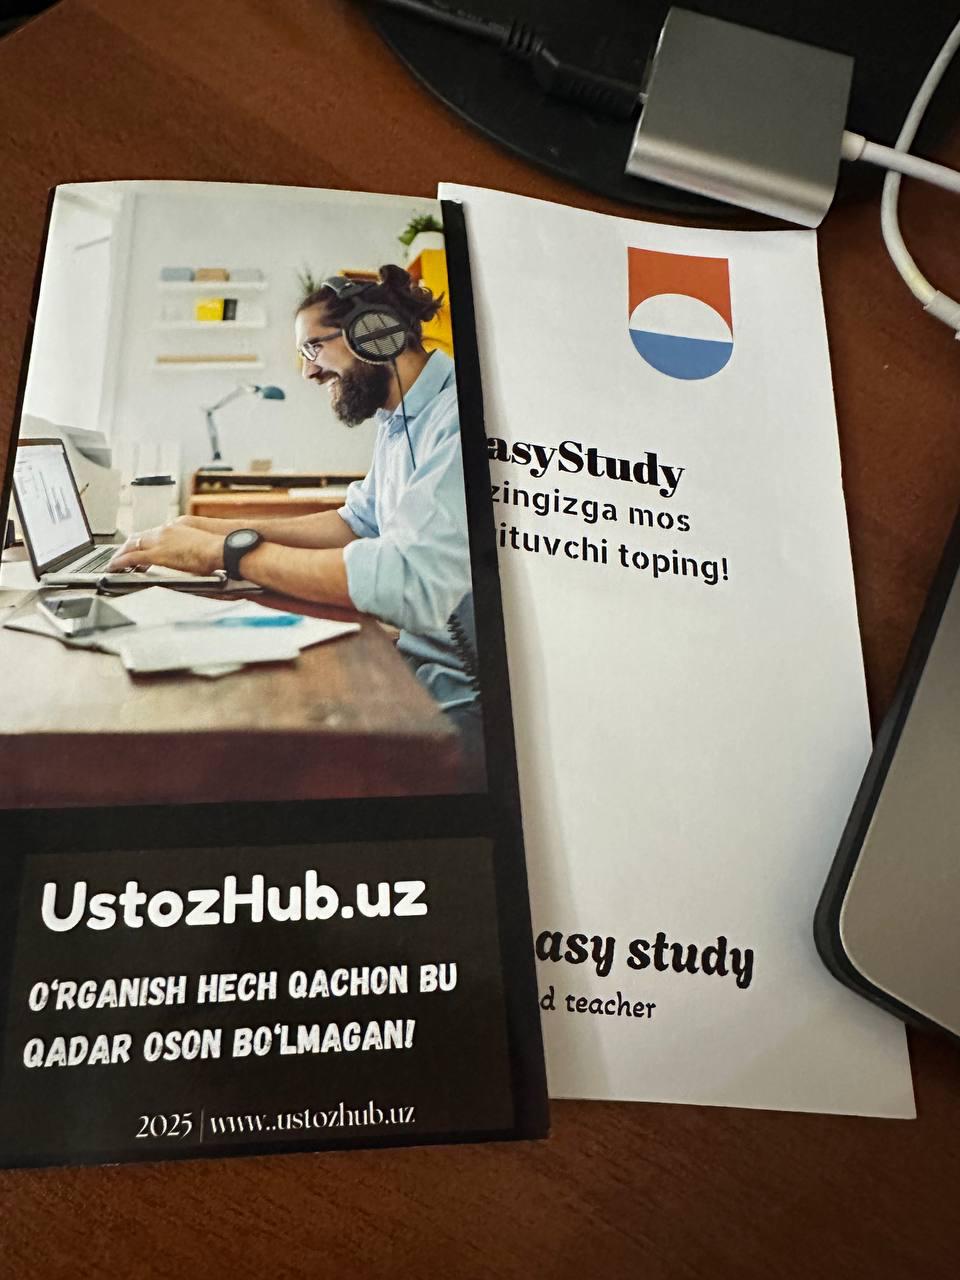 UstozHub.uz
O‘RGANISH HECH QACHON BU
QADAR OSON BO‘LMAGAN!
2025 | www..ustozhub.uz
asyStudy
zingizga mos
ituvchi toping!
asy study
d teacher